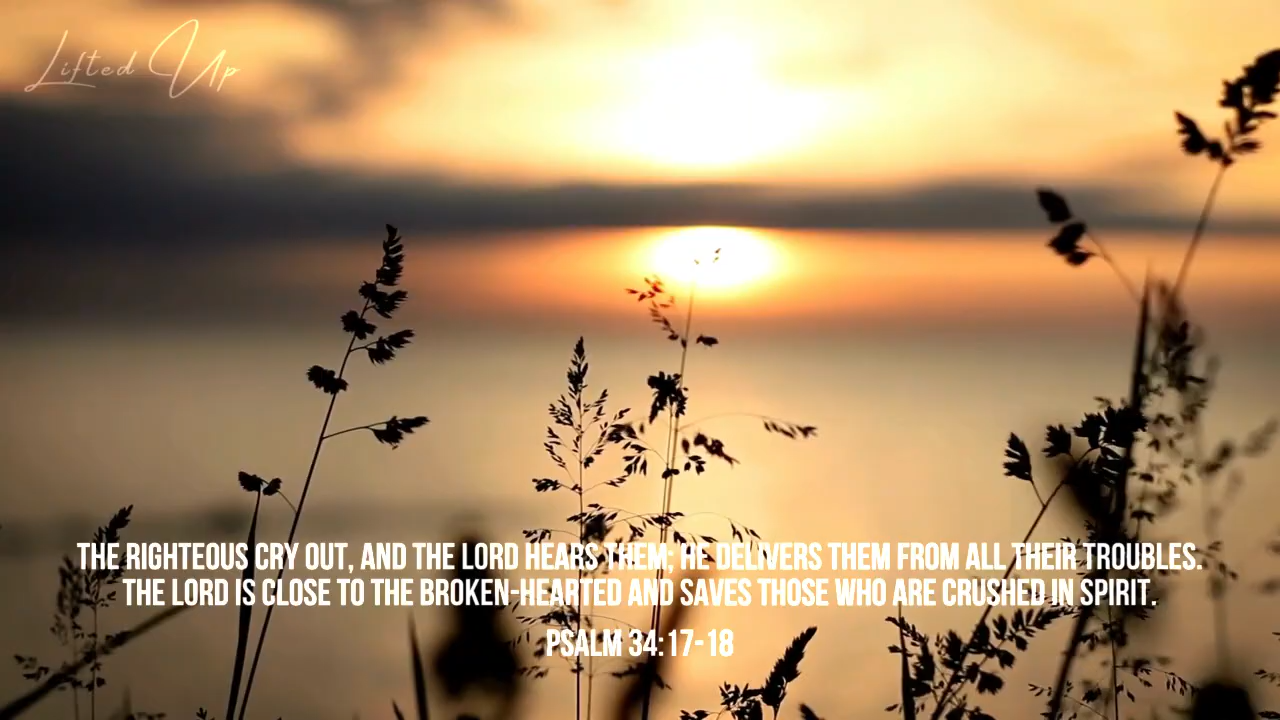 Lifted Up
THE RIGHTEOUS CRY OUT, AND THE LORD HEARS THEM; HE DELIVERS THEM FROM ALL THEIR TROUBLES.
THE LORD IS CLOSE TO THE BROKEN-HEARTED AND SAVES THOSE WHO ARE CRUSHED IN SPIRIT.
PSALM 34:17-18